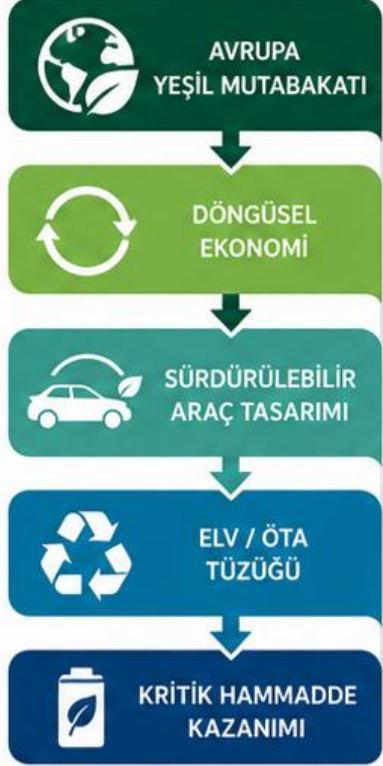 AVRUPA
YEŞİL MUTABAKATI
DÖNGÜSEL
EKONOMİ
SÜRDÜRÜLEBİLİR
ARAÇ TASARIMI
ELV / ÖTA
TÜZÜĞÜ
KRİTİK HAMMADDE
KAZANIMI